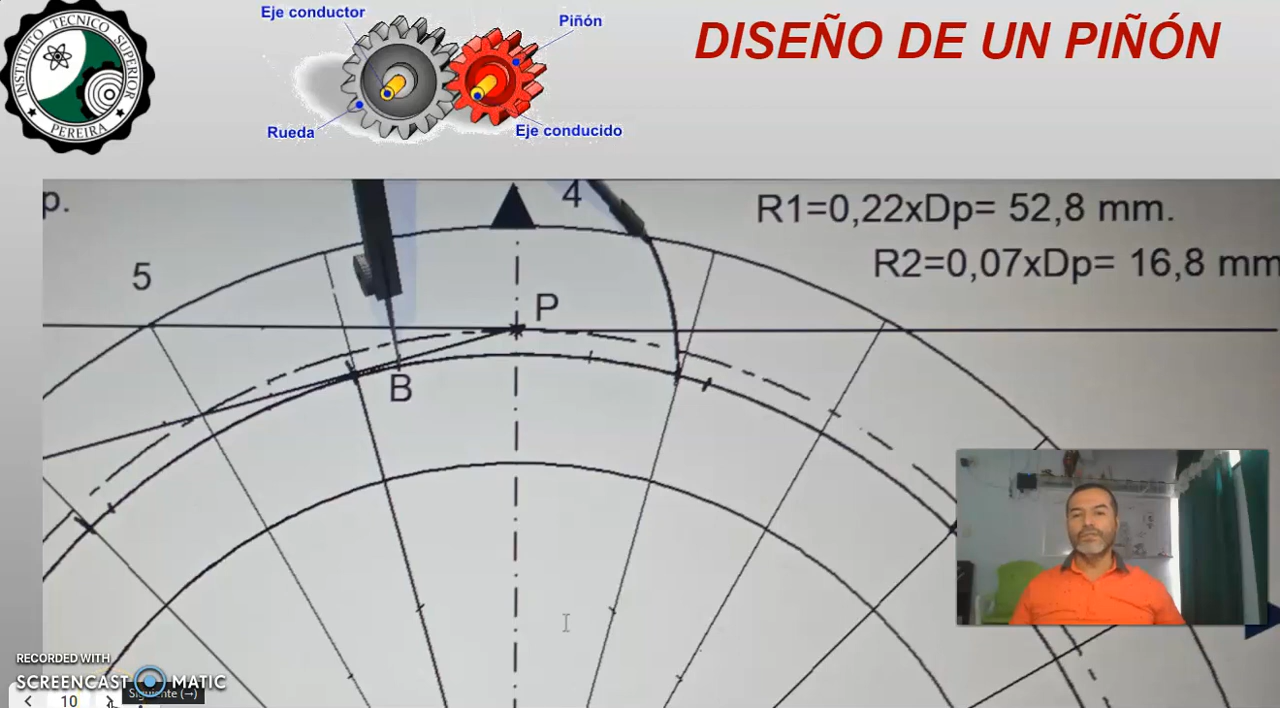 INSTITUTO TECNICO SUPERIOR
PEREIRA
Eje conductor
Piñón
Rueda
Eje conducido
DISEÑO DE UN PIÑÓN
p.
4
R1=0,22xDp= 52,8 mm.
R2=0,07xDp= 16,8 mm
5
P
B
RECORDED WITH
SCREENCAST MATIC
10
Siguiente (→)